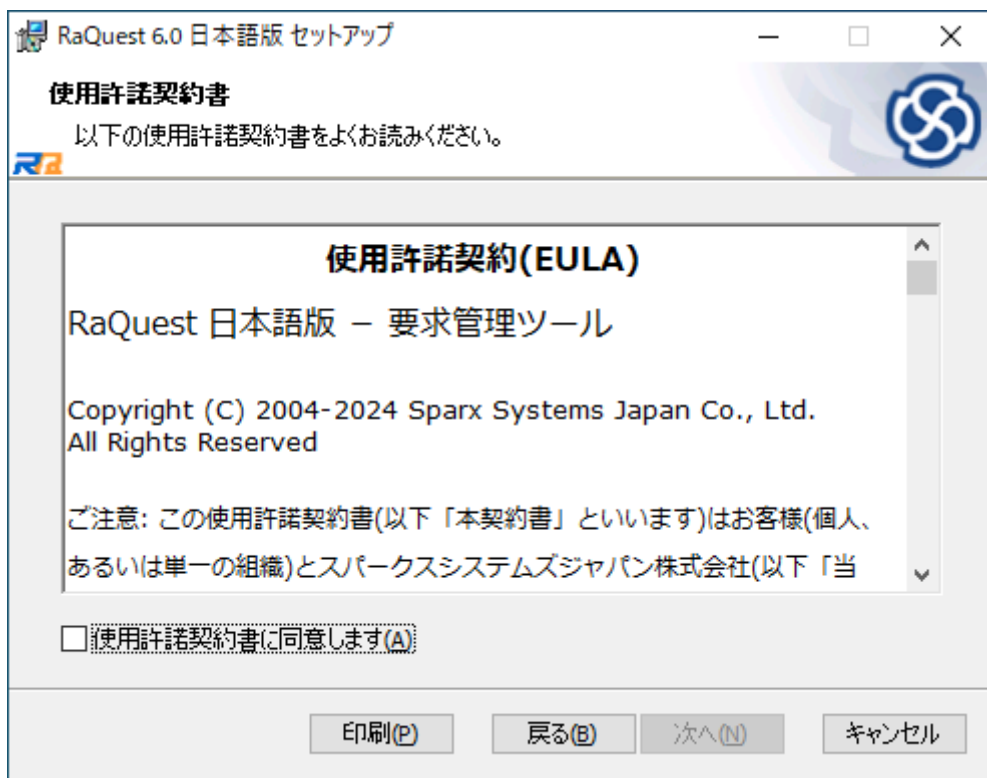 RaQuest 6.0 日本語版 セットアップ
使用許諾契約書
以下の使用許諾契約書をよくお読みください。
Ra
使用許諾契約(EULA)
RaQuest 日本語版 － 要求管理ツール
Copyright (C) 2004-2024 Sparx Systems Japan Co., Ltd.
All Rights Reserved
ご注意: この使用許諾契約書(以下「本契約書」といいます)はお客様(個人、
あるいは単一の組織)とスパークスシステムズジャパン株式会社(以下「当
使用許諾契約書に同意します(A)
印刷(P)
戻る(B)
次へ(N)
キャンセル